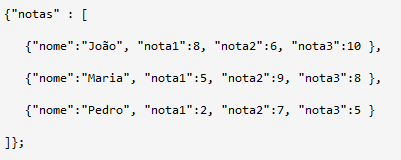 {"notas" : [
{"nome":"João", "nota1":8, "nota2":6, "nota3":10 },
{"nome":"Maria", "nota1":5, "nota2":9, "nota3":8 },
{"nome":"Pedro", "nota1":2, "nota2":7, "nota3":5 }
]};